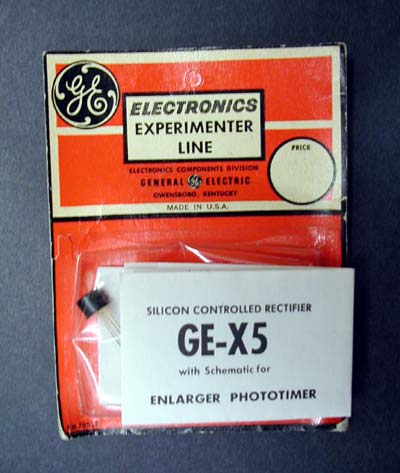 GE
ELECTRONICS
EXPERIMENTER
LINE
PRICE
ELECTRONICS COMPONENTS DIVISION
GENERAL GE ELECTRIC
OWENSBORO, KENTUCKY
MADE IN U.S.A.
SILICON CONTROLLED RECTIFIER
GE-X5
with Schematic for
ENLARGER PHOTOTIMER